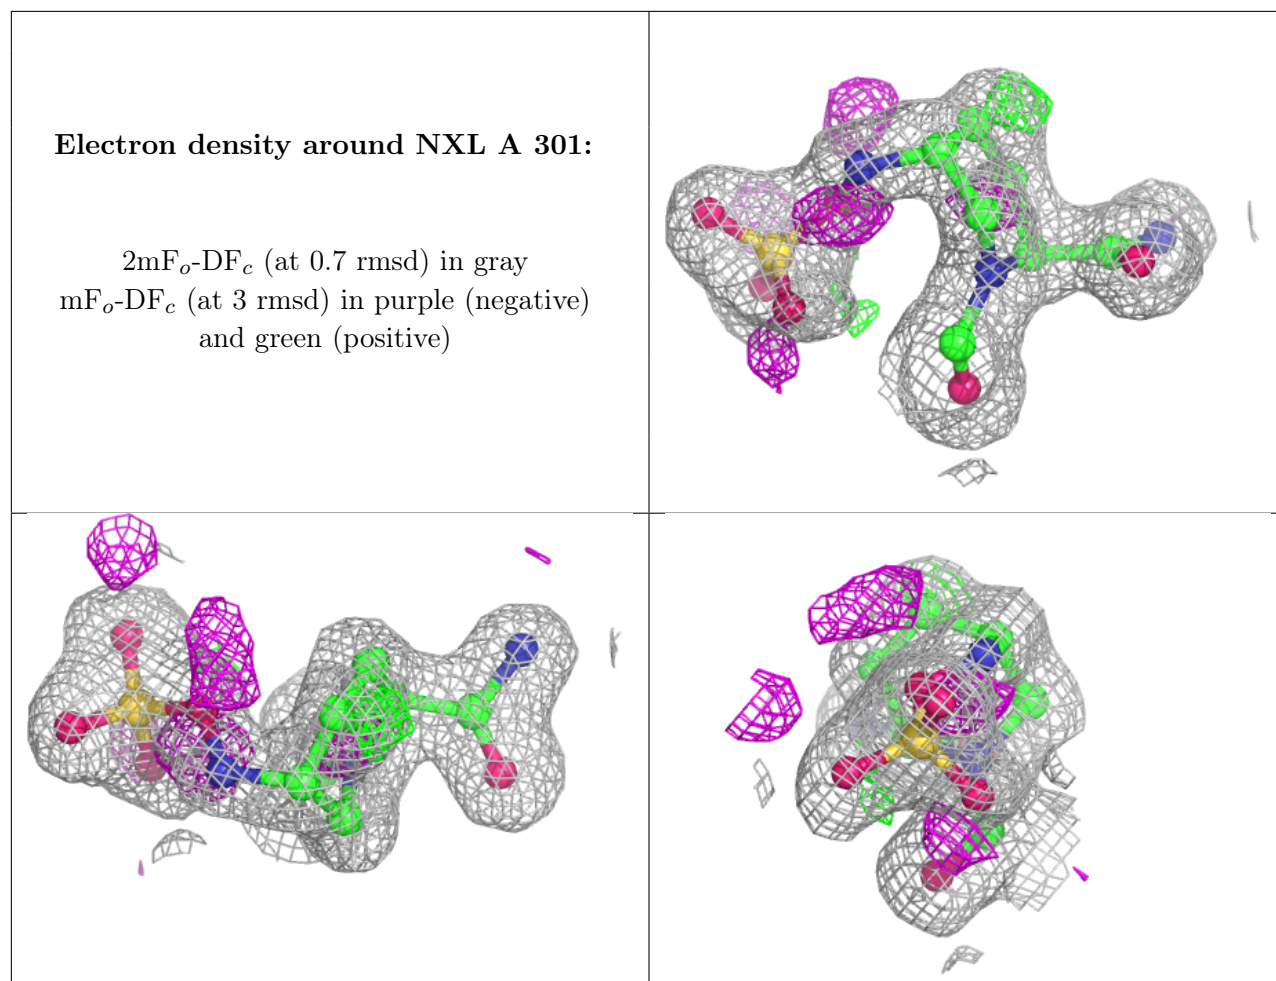 Electron density around NXL A 301:
2mFₒ-DF𝒸 (at 0.7 rmsd) in gray
mFₒ-DF𝒸 (at 3 rmsd) in purple (negative)
and green (positive)